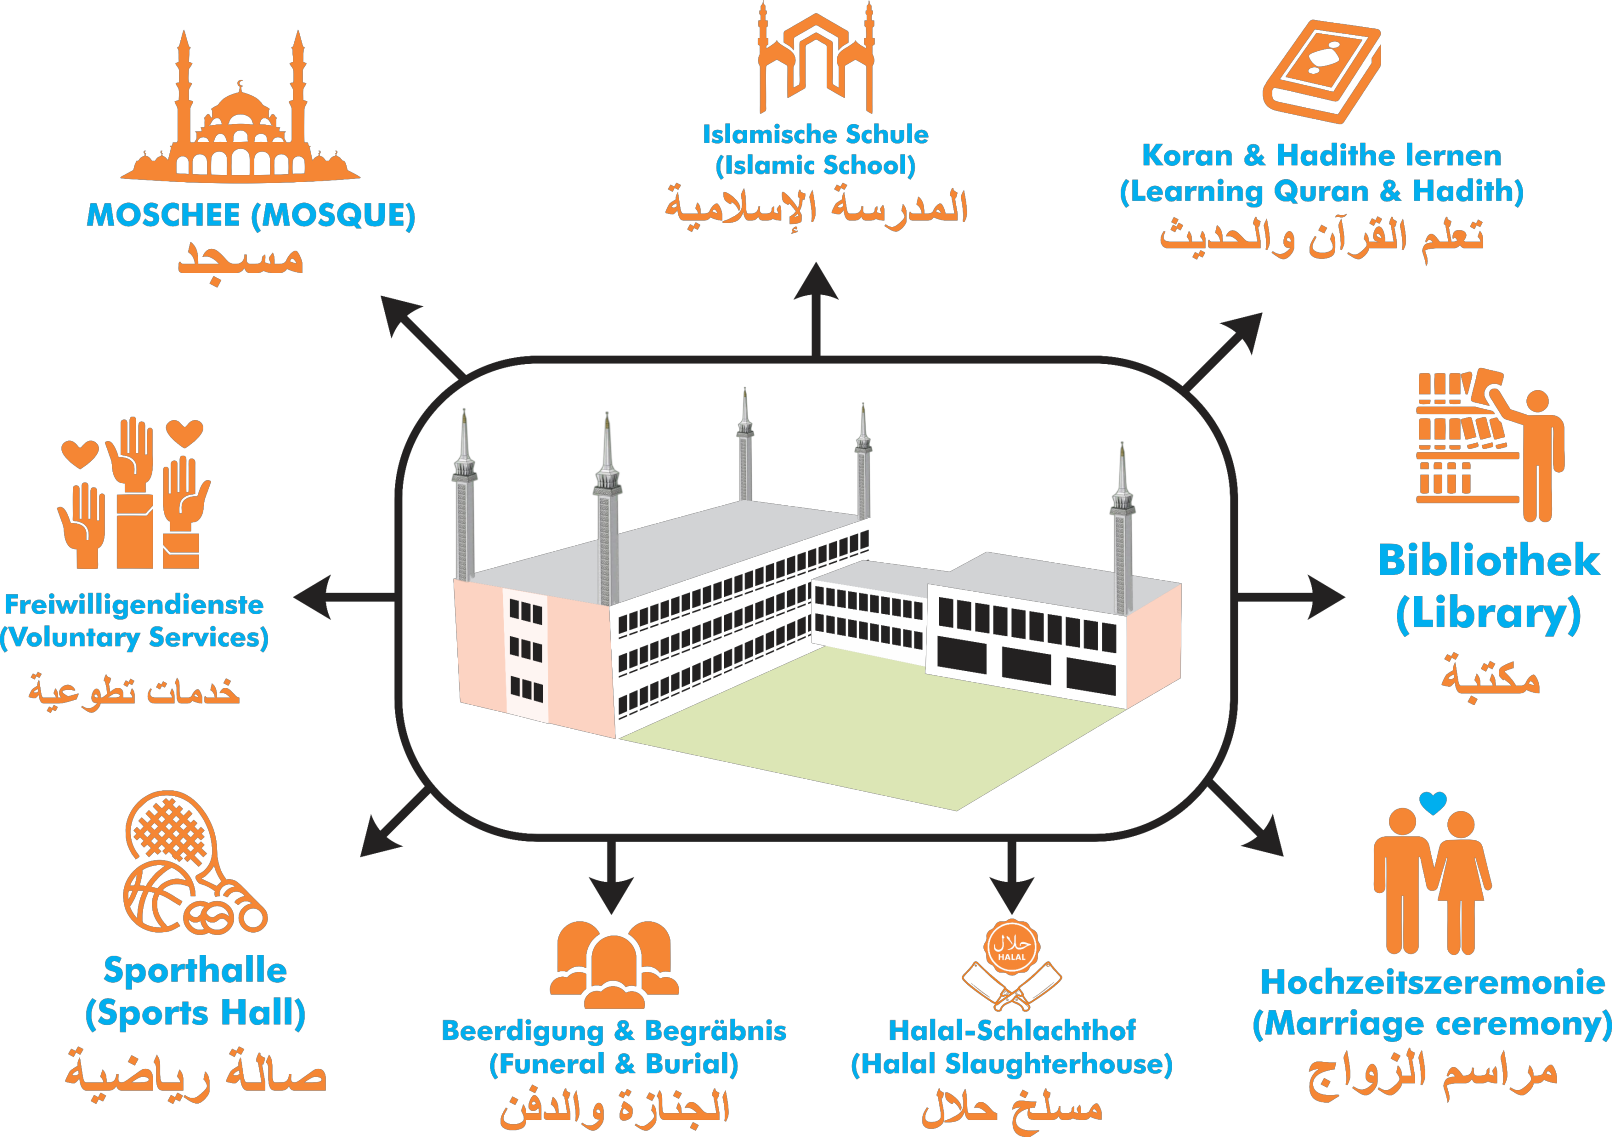 MOSCHEE (MOSQUE)
مسجد
Islamische Schule
(Islamic School)
المدرسة الإسلامية
Koran & Hadithe lernen
(Learning Quran & Hadith)
تعلم القرآن والحديث
Freiwilligendienste
(Voluntary Services)
خدمات تطوعية
Bibliothek
(Library)
مكتبة
Sporthalle
(Sports Hall)
صالة رياضية
Beerdigung & Begräbnis
(Funeral & Burial)
الجنازة والدفن
حلال
HALAL
Halal-Schlachthof
(Halal Slaughterhouse)
مسلخ حلال
Hochzeitszeremonie
(Marriage ceremony)
مراسم الزواج